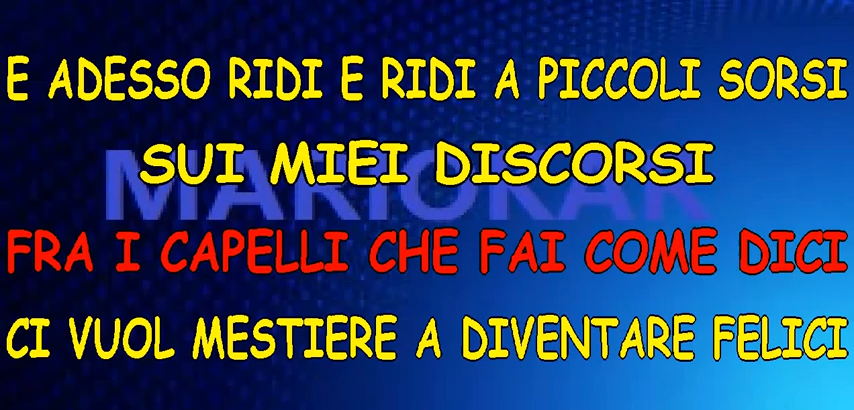 E ADESSO RIDI E RIDI A PICCOLI SORSI
SUI MIEI DISCORSI
MARIOKAR
FRA I CAPELLI CHE FAI COME DICI
CI VUOL MESTIERE A DIVENTARE FELICI